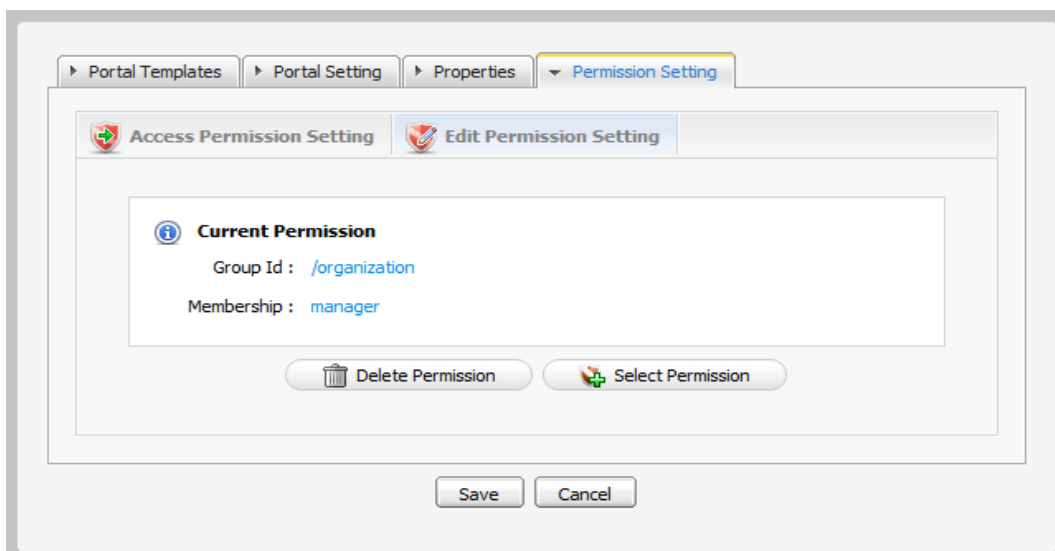 Portal Templates Portal Setting Properties Permission Setting
Access Permission Setting Edit Permission Setting
Current Permission
Group Id : /organization
Membership : manager
Delete Permission Select Permission
Save Cancel